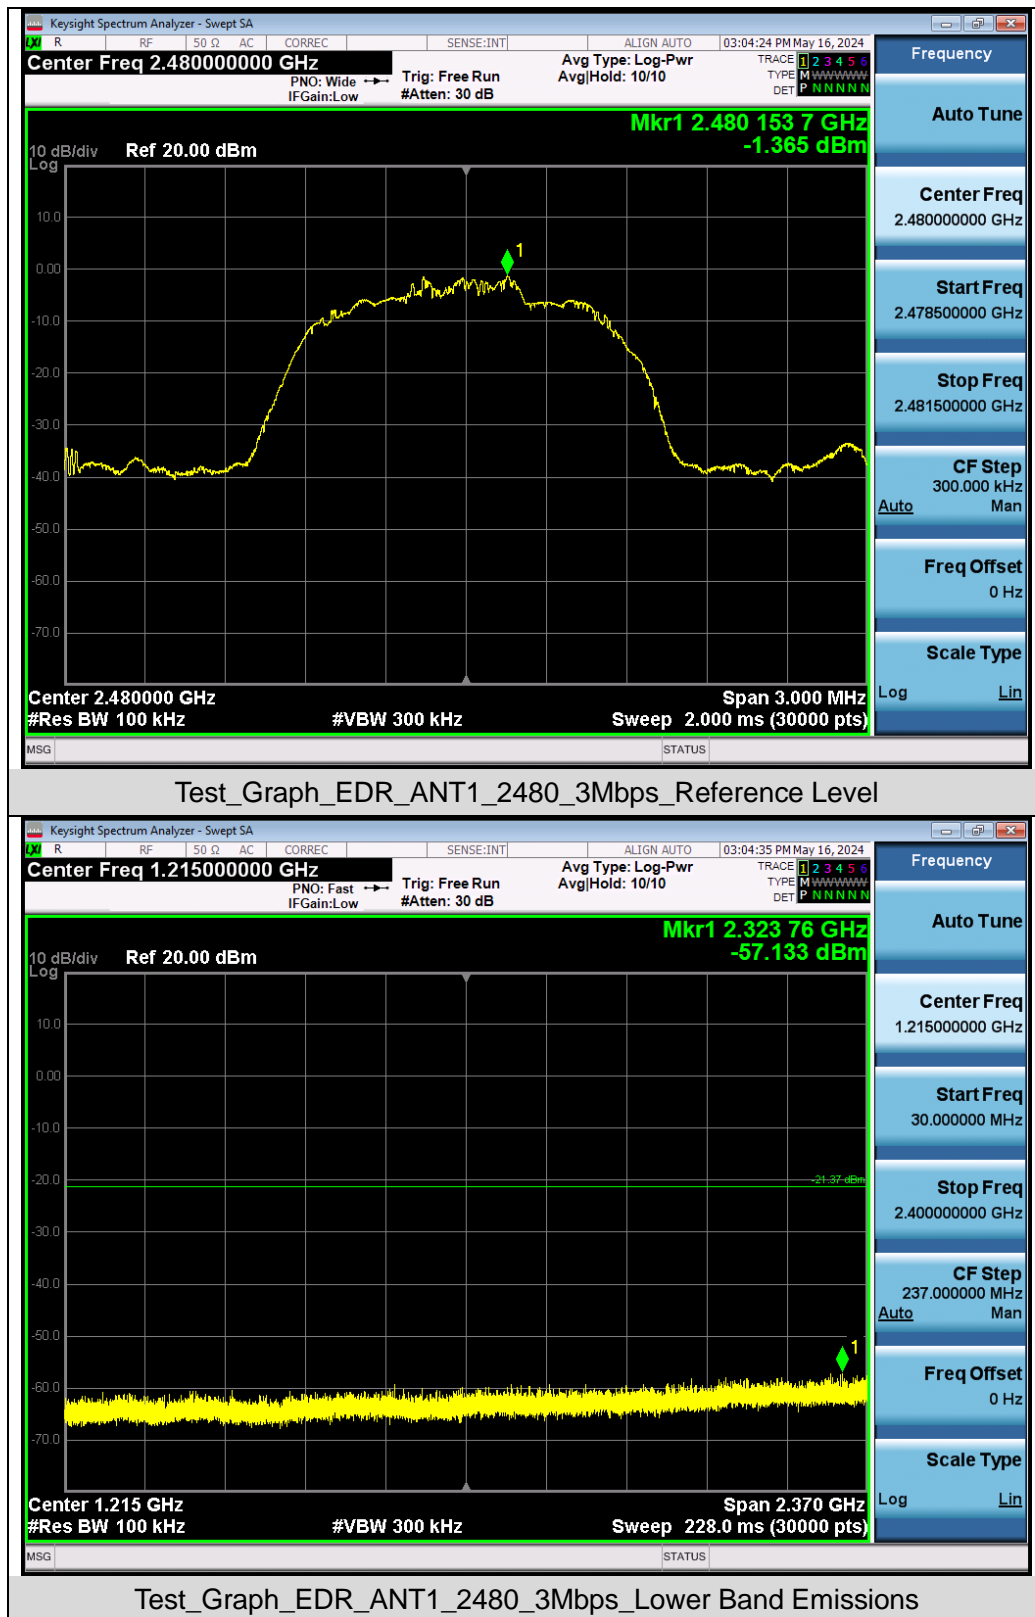 Keysight Spectrum Analyzer - Swept SA
LXI R RF 50 Ω AC CORREC SENSE:INT ALIGN AUTO 03:04:24 PM May 16, 2024
Center Freq 2.480000000 GHz
PNO: Wide
IFGain:Low
Trig: Free Run
#Atten: 30 dB
Avg Type: Log-Pwr
Avg|Hold: 10/10
TRACE 1 2 3 4 5 6
TYPE M WWWWW
DET P N N N N N
Mkr1 2.480 153 7 GHz
-1.365 dBm
10 dB/div Ref 20.00 dBm
Log
10.0
0.00
-10.0
-20.0
-30.0
-40.0
-50.0
-60.0
-70.0
1
Center 2.480000 GHz Span 3.000 MHz
#Res BW 100 kHz #VBW 300 kHz Sweep 2.000 ms (30000 pts)
MSG STATUS
Frequency
Auto Tune
Center Freq
2.480000000 GHz
Start Freq
2.478500000 GHz
Stop Freq
2.481500000 GHz
CF Step
300.000 kHz
Auto Man
Freq Offset
0 Hz
Scale Type
Log Lin
Test_Graph_EDR_ANT1_2480_3Mbps_Reference Level
Keysight Spectrum Analyzer - Swept SA
LXI R RF 50 Ω AC CORREC SENSE:INT ALIGN AUTO 03:04:35 PM May 16, 2024
Center Freq 1.215000000 GHz
PNO: Fast
IFGain:Low
Trig: Free Run
#Atten: 30 dB
Avg Type: Log-Pwr
Avg|Hold: 10/10
TRACE 1 2 3 4 5 6
TYPE M WWWWW
DET P N N N N N
Mkr1 2.323 76 GHz
-57.133 dBm
10 dB/div Ref 20.00 dBm
Log
10.0
0.00
-10.0
-20.0
-30.0
-40.0
-50.0
-60.0
-70.0
-21.37 dBm
1
Center 1.215 GHz Span 2.370 GHz
#Res BW 100 kHz #VBW 300 kHz Sweep 228.0 ms (30000 pts)
MSG STATUS
Frequency
Auto Tune
Center Freq
1.215000000 GHz
Start Freq
30.000000 MHz
Stop Freq
2.400000000 GHz
CF Step
237.000000 MHz
Auto Man
Freq Offset
0 Hz
Scale Type
Log Lin
Test_Graph_EDR_ANT1_2480_3Mbps_Lower Band Emissions